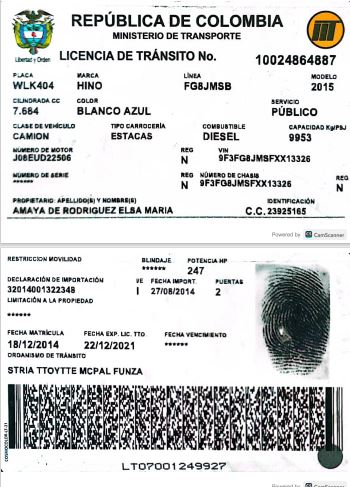 REPÚBLICA DE COLOMBIA
MINISTERIO DE TRANSPORTE
Libertad y Orden
LICENCIA DE TRÁNSITO No. 10024864887
PLACA MARCA LÍNEA MODELO
WLK404 HINO FG8JMSB 2015
CILINDRADA CC COLOR SERVICIO
7.684 BLANCO AZUL PÚBLICO
CLASE DE VEHÍCULO TIPO CARROCERÍA COMBUSTIBLE CAPACIDAD Kg/PSJ
CAMION ESTACAS DIESEL 9953
NÚMERO DE MOTOR REG VIN
J08EUD22506 N 9F3FG8JMSFXX13326
NÚMERO DE SERIE REG NÚMERO DE CHASIS REG
****** N 9F3FG8JMSFXX13326 N
PROPIETARIO: APELLIDO(S) Y NOMBRE(S) IDENTIFICACIÓN
AMAYA DE RODRIGUEZ ELSA MARIA C.C. 23925165
Powered by CamScanner
RESTRICCION MOVILIDAD BLINDAJE POTENCIA HP
****** 247
DECLARACIÓN DE IMPORTACIÓN I/E FECHA IMPORT. PUERTAS
32014001322348 I 27/08/2014 2
LIMITACIÓN A LA PROPIEDAD
******
FECHA MATRÍCULA FECHA EXP. LIC. TTO. FECHA VENCIMIENTO
18/12/2014 22/12/2021 ******
ORGANISMO DE TRÁNSITO
STRIA TTOYTTE MCPAL FUNZA
LT07001249927
Powered by CamScanner